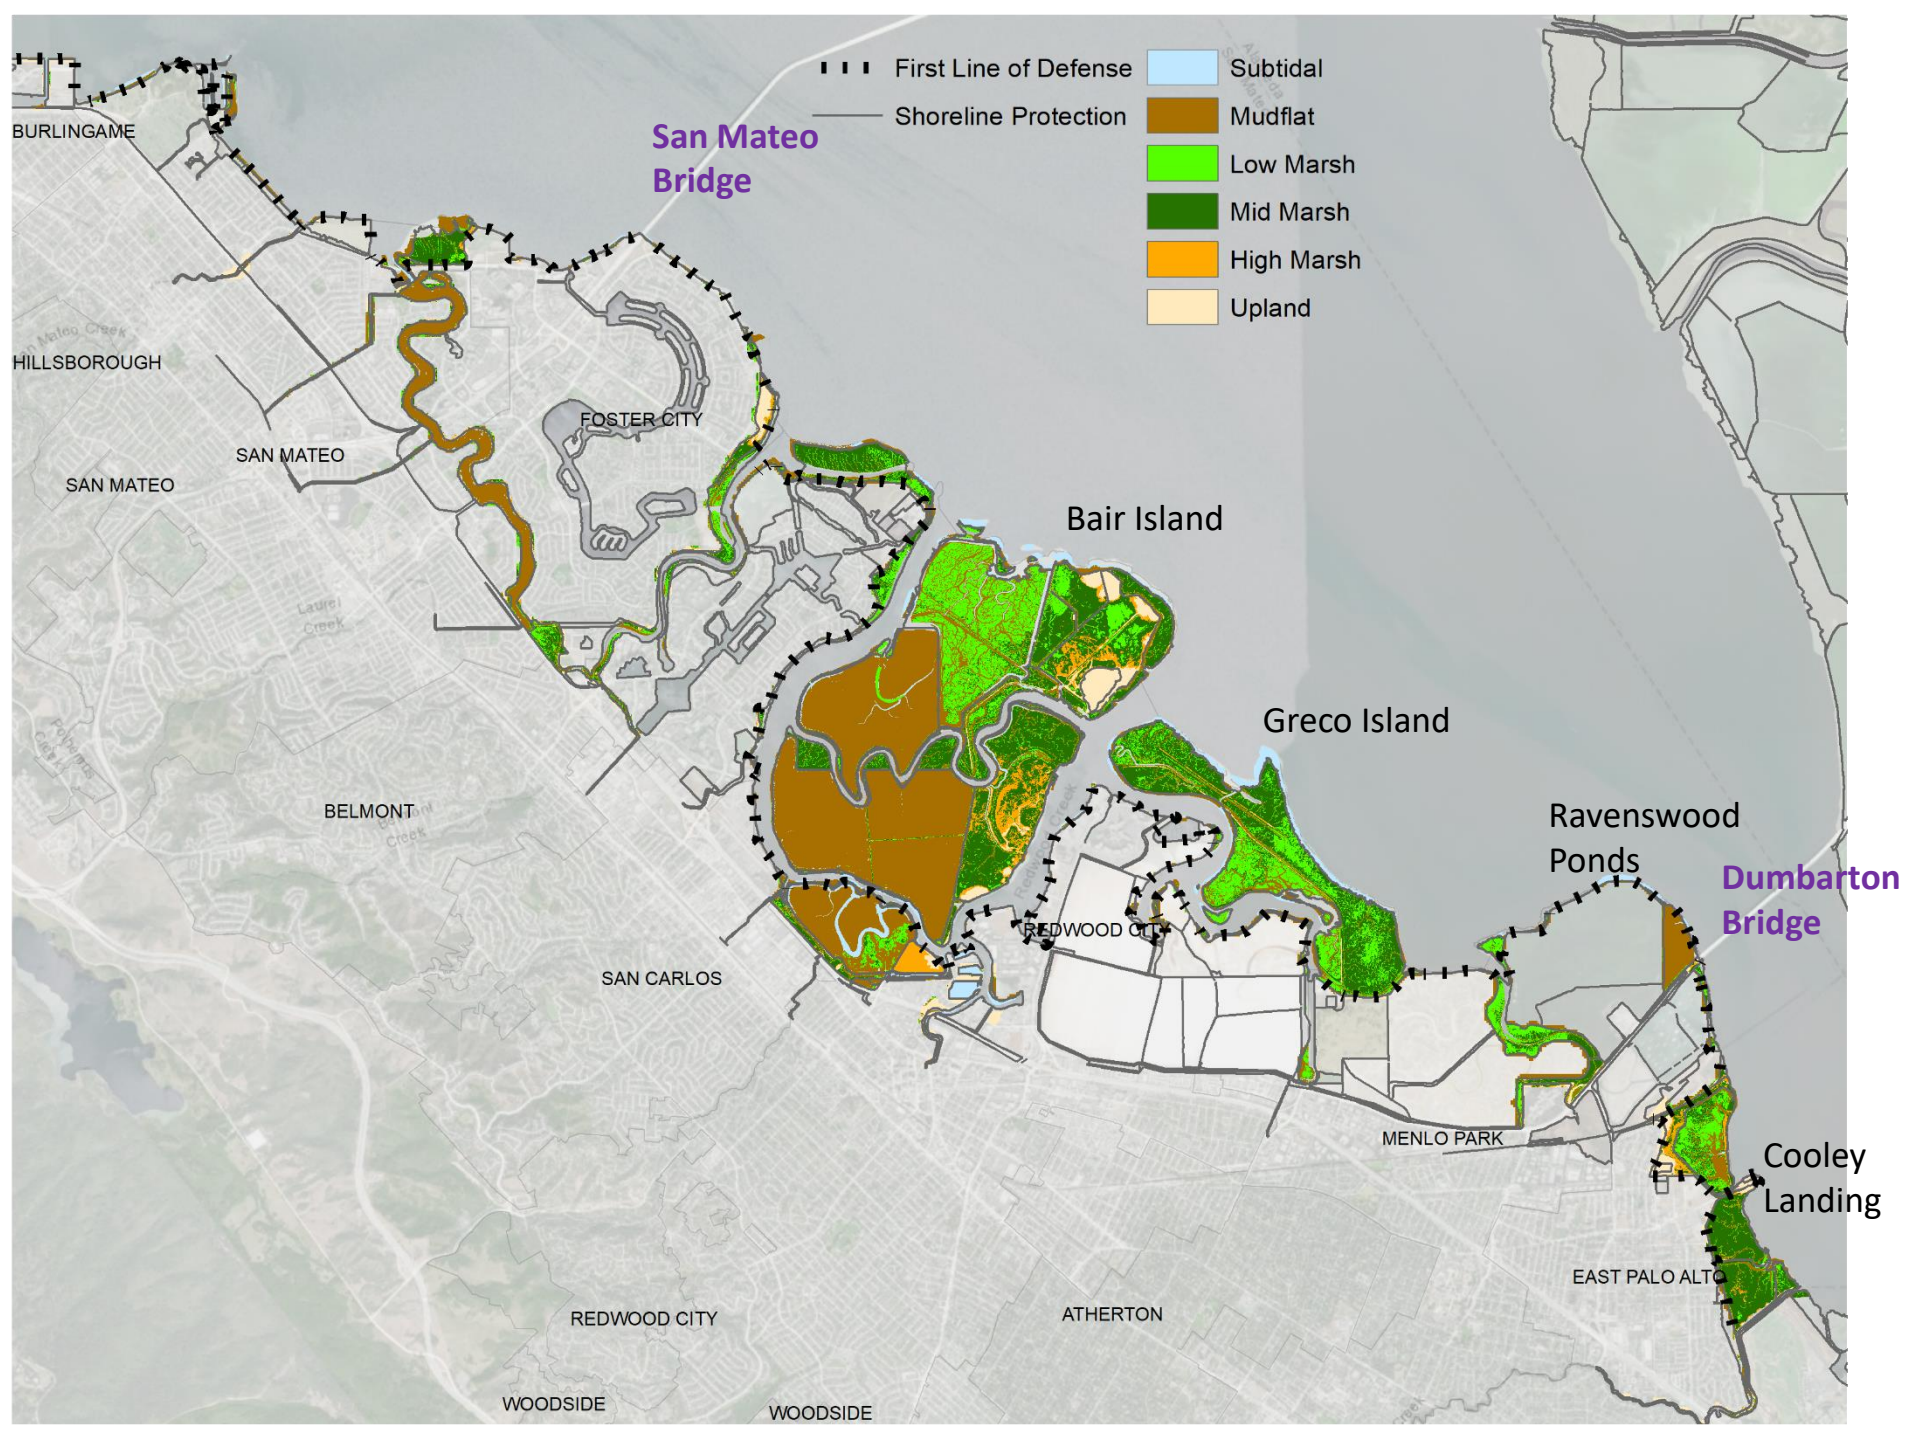 First Line of Defense
Shoreline Protection
Subtidal
Mudflat
Low Marsh
Mid Marsh
High Marsh
Upland
San Mateo
Bridge
BURLINGAME
HILLSBOROUGH
FOSTER CITY
SAN MATEO
SAN MATEO
Bair Island
Laurel
Creek
Greco Island
BELMONT
Ravenswood
Ponds
Dumbarton
Bridge
REDWOOD CITY
SAN CARLOS
MENLO PARK
Cooley
Landing
EAST PALO ALTO
REDWOOD CITY
ATHERTON
WOODSIDE
WOODSIDE